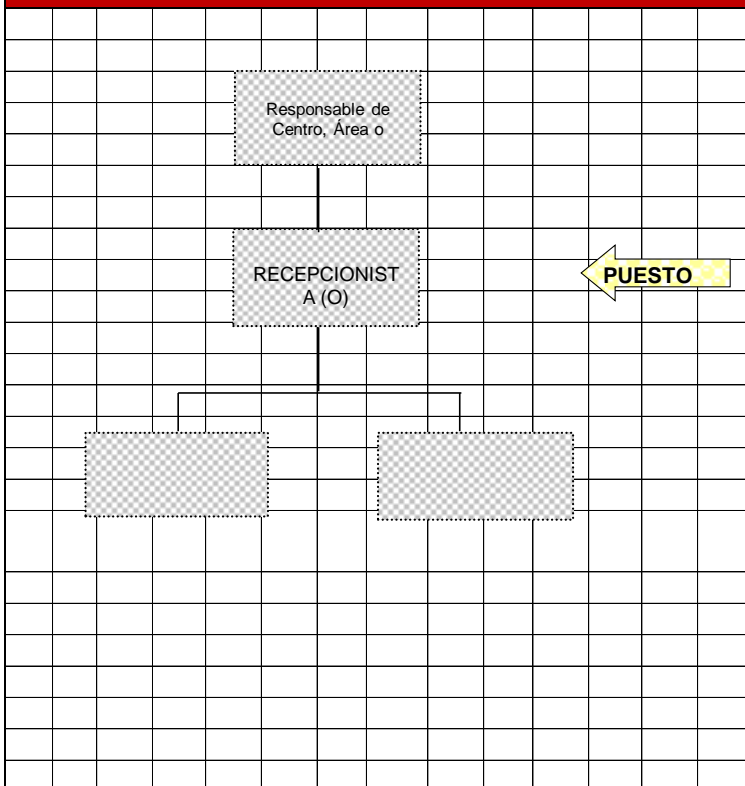 Responsable de
Centro, Área o
RECEPCIONIST
A (O)
PUESTO